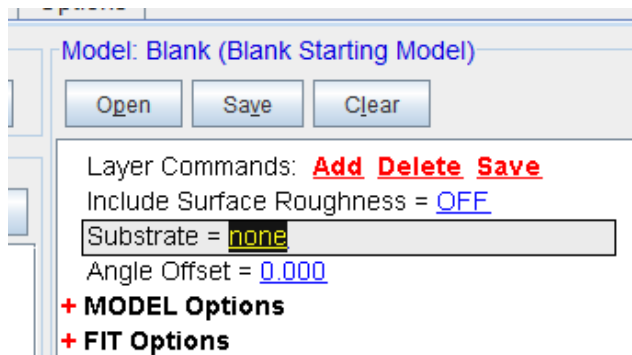 Options
Model: Blank (Blank Starting Model)
Open Save Clear
Layer Commands: Add Delete Save
Include Surface Roughness = OFF
Substrate = none
Angle Offset = 0.000
+ MODEL Options
+ FIT Options